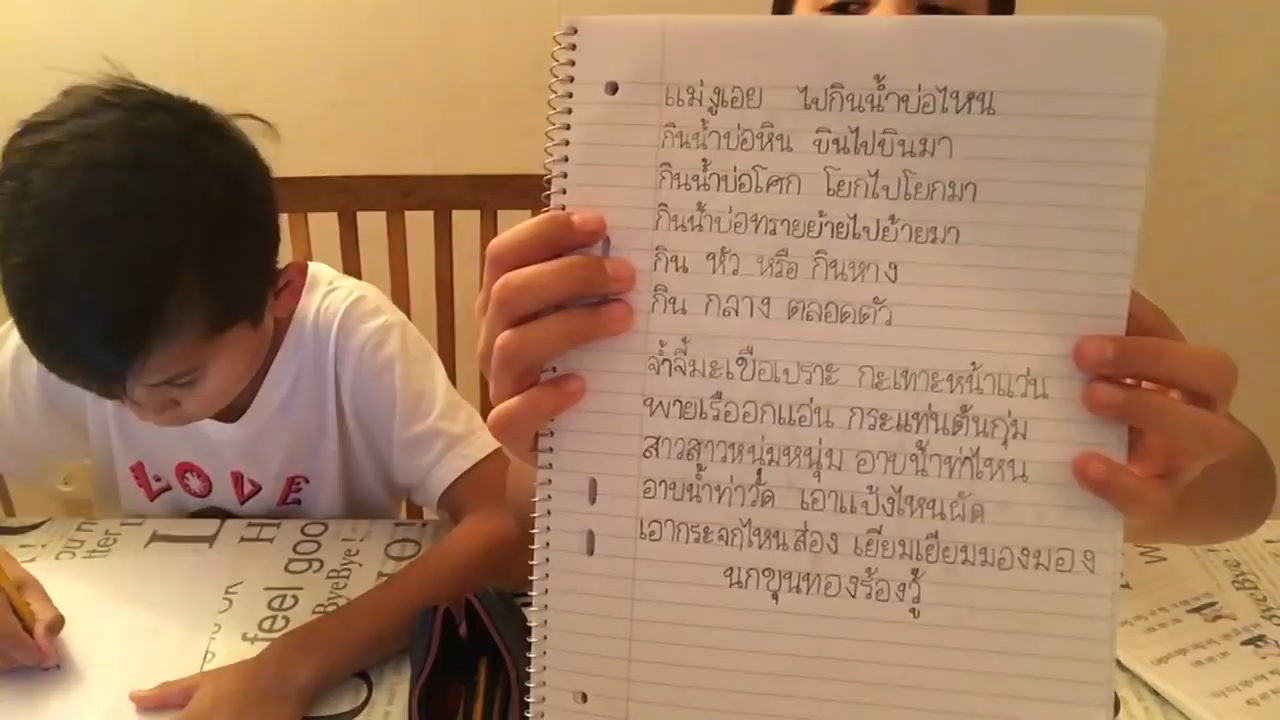 แม่งูเอย ไปกินน้ำบ่อไหน
กินน้ำบ่อหิน บินไปบินมา
กินน้ำบ่อโศก โยกไปโยกมา
กินน้ำบ่อทรายย้ายไปย้ายมา
กิน หัว หรือ กินหาง
กิน กลาง ตลอดตัว
จ้ำจี้มะเขือเปราะ กะเทาะหน้าแว่น
พายเรืออกแอ่น กระแท่นต้นกุ่ม
สาวสาวหนุ่มหนุ่ม อาบน้ำท่าไหน
อาบน้ำท่าวัด เอาแป้งไหนผัด
เอากระจกไหนส่อง เยี่ยมเยี่ยมมองมอง
นกขุนทองร้องวู้
LOVE
feel goo
ByeBye!